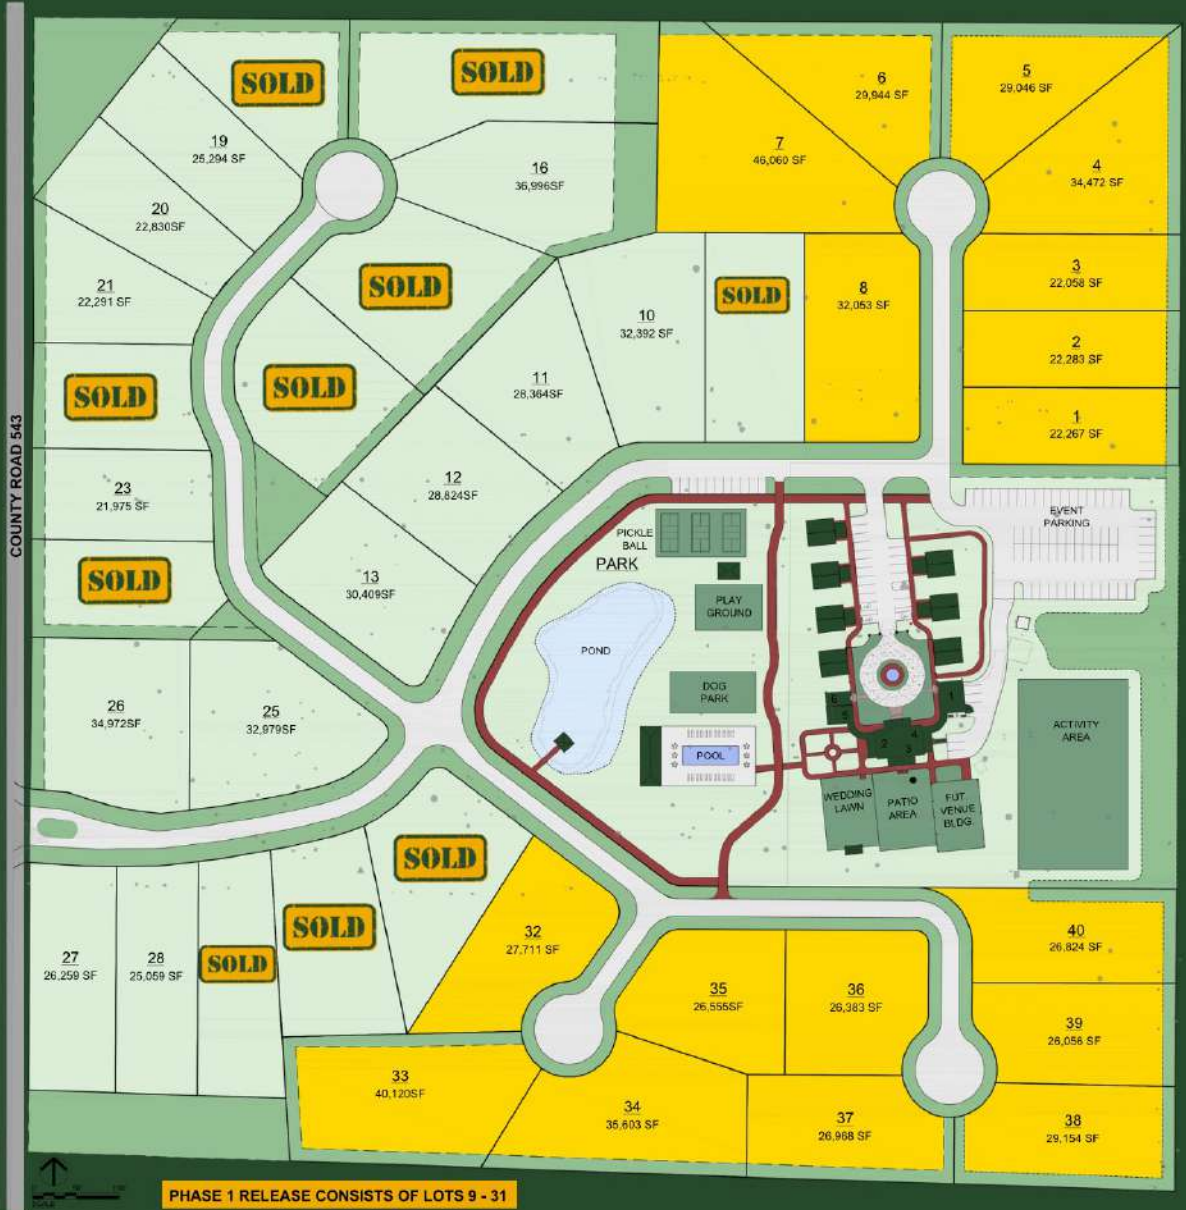 COUNTY ROAD 543
SOLD
SOLD
19
25,294 SF
16
36,996SF
20
22,830SF
21
22,291 SF
SOLD
SOLD
SOLD
23
21,975 SF
SOLD
7
46,060 SF
6
29,944 SF
5
29,046 SF
4
34,472 SF
3
22,058 SF
2
22,283 SF
1
22,267 SF
8
32,053 SF
SOLD
10
32,392 SF
11
28,364SF
12
28,824SF
13
30,409SF
26
34,972SF
25
32,979SF
PICKLE
BALL
PARK
PLAY
GROUND
POND
DOG
PARK
POOL
EVENT
PARKING
ACTIVITY
AREA
6
5
1
2
4
3
WEDDING
LAWN
PATIO
AREA
FUT.
VENUE
BLDG.
SOLD
SOLD
SOLD
27
26,259 SF
28
25,059 SF
32
27,711 SF
33
40,120SF
34
35,603 SF
35
26,555SF
36
26,383 SF
37
26,968 SF
40
26,824 SF
39
26,056 SF
38
29,154 SF
PHASE 1 RELEASE CONSISTS OF LOTS 9 - 31